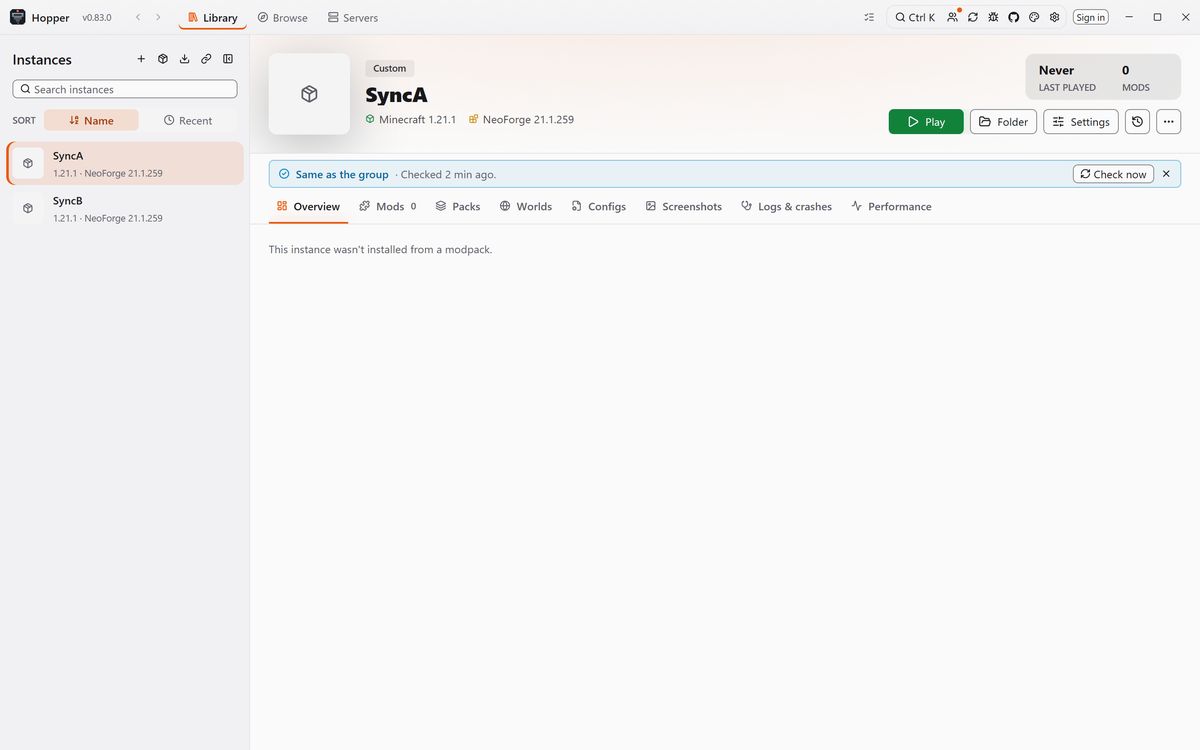 Hopper v0.83.0 Library Browse Servers Ctrl K Sign in
Instances
Search instances
SORT Name Recent
SyncA
1.21.1 · NeoForge 21.1.259
SyncB
1.21.1 · NeoForge 21.1.259
Custom
SyncA
Minecraft 1.21.1 NeoForge 21.1.259
Never 0
LAST PLAYED MODS
Play Folder Settings
Same as the group · Checked 2 min ago. Check now
Overview Mods 0 Packs Worlds Configs Screenshots Logs & crashes Performance
This instance wasn't installed from a modpack.